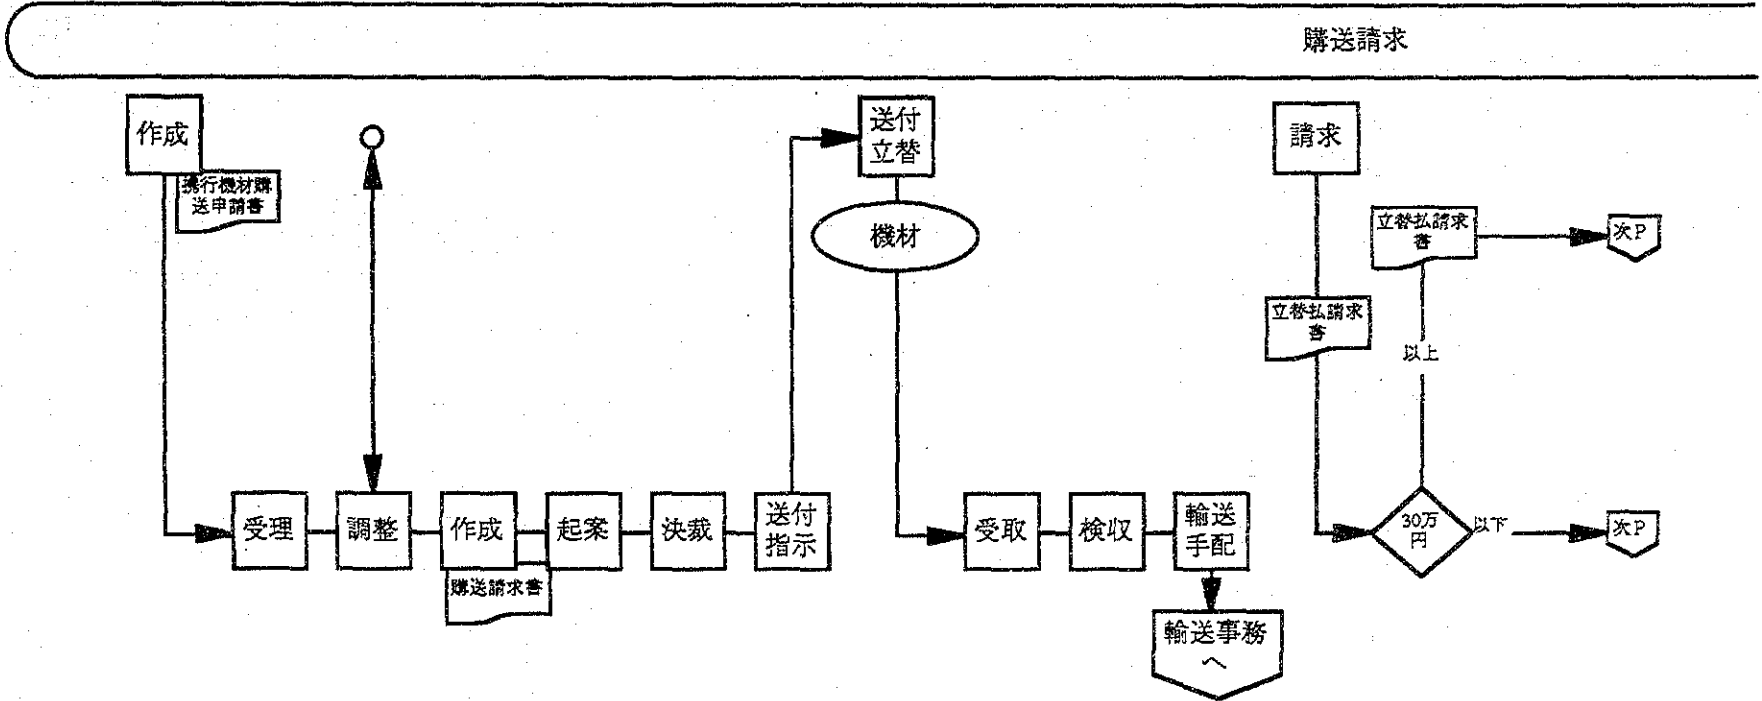 購送請求
作成
携行機材購
送申請書
受理
調整
作成
購送請求書
起案
決裁
送付
指示
送付
立替
機材
受取
検収
輸送
手配
輸送事務
へ
請求
立替払請求
書
30万
円
以上
立替払請求
書
次P
以下
次P